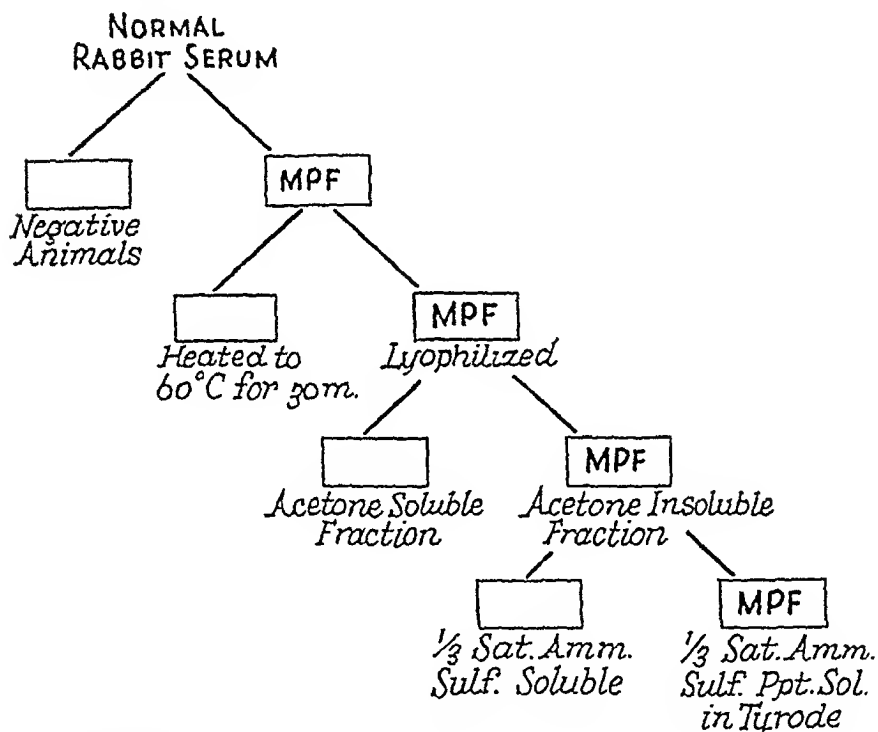 NORMAL
RABBIT SERUM
MPF
Negative
Animals
MPF
Heated to
60°C for 30m.
Lyophilized
MPF
Acetone Soluble
Fraction
Acetone Insoluble
Fraction
MPF
1/3 Sat. Amm.
Sulf. Soluble
1/3 Sat. Amm.
Sulf. Ppt. Sol.
in Tyrode